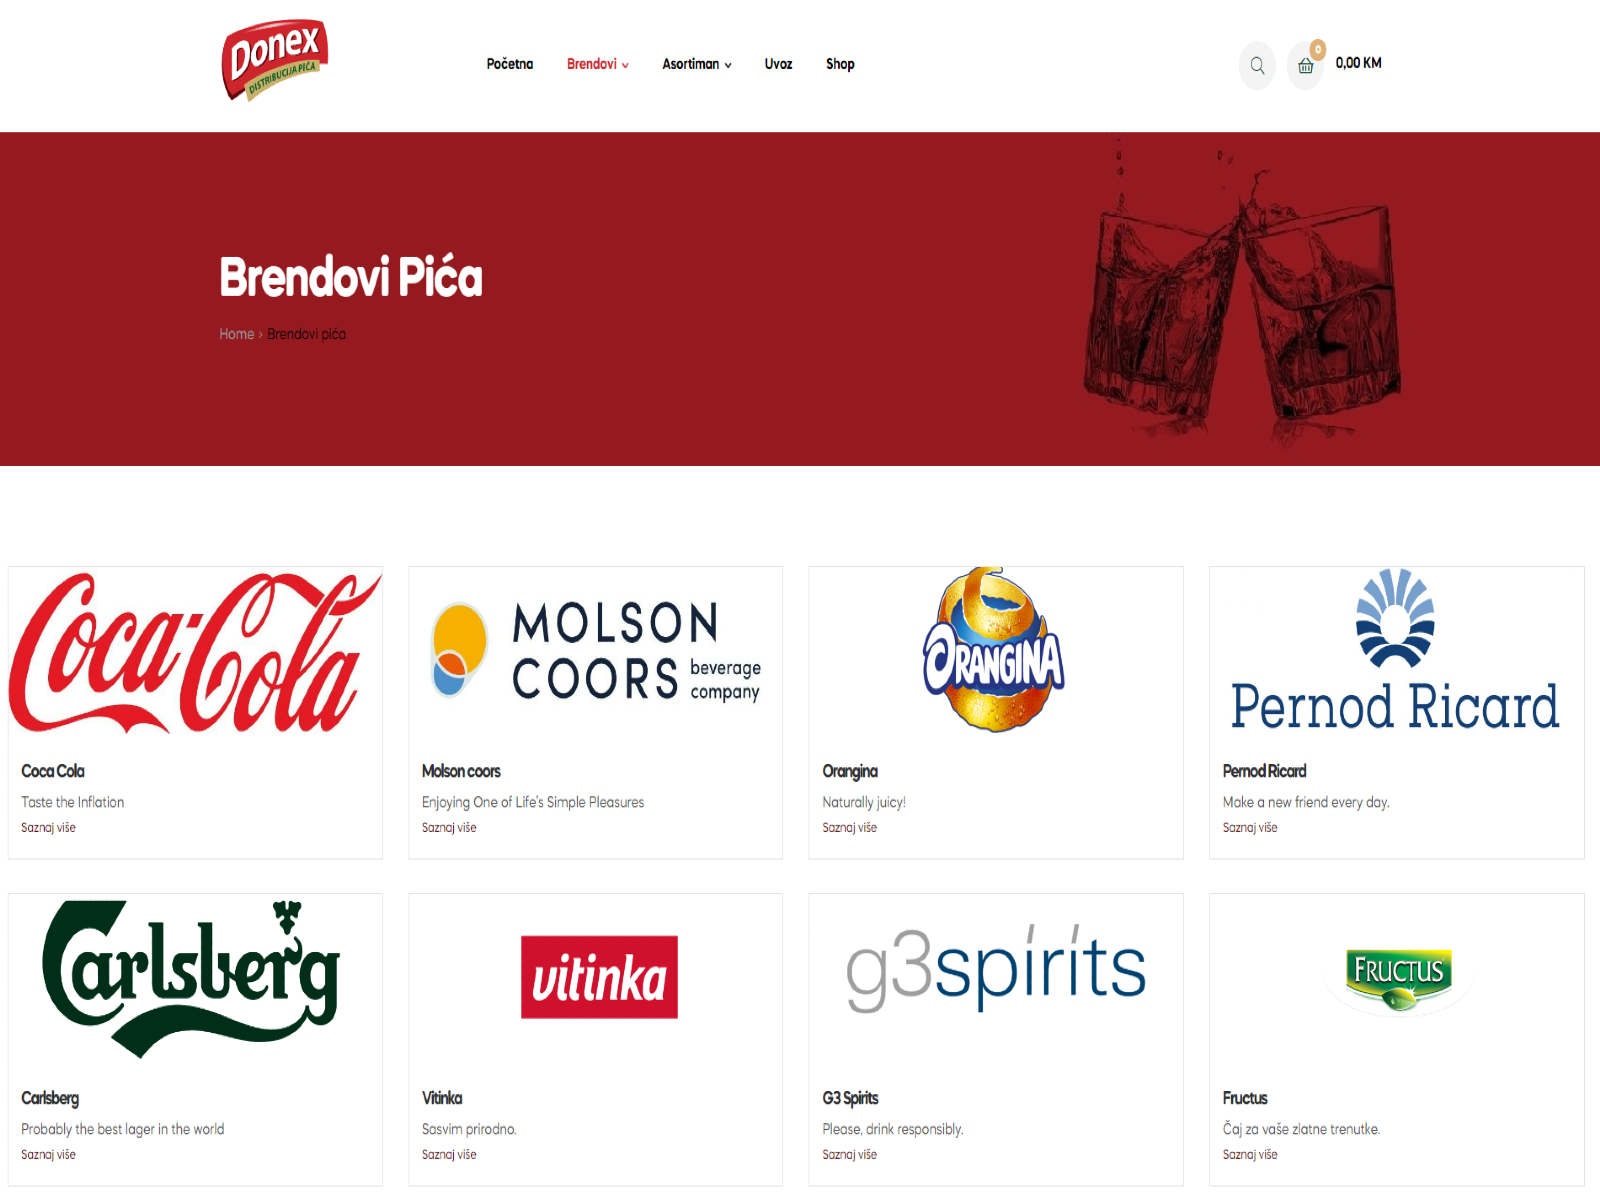 Donex
DISTRIBUCIJA PIĆA
Početna Brendovi Asortiman Uvoz Shop
0
0,00 KM
Brendovi Pića
Home › Brendovi pića
Coca-Cola
MOLSON
COORS beverage
company
ORANGINA
Pernod Ricard
Coca Cola
Taste the Inflation
Saznaj više
Molson coors
Enjoying One of Life's Simple Pleasures
Saznaj više
Orangina
Naturally juicy!
Saznaj više
Pernod Ricard
Make a new friend every day.
Saznaj više
Carlsberg
vitinka
g3spirits
FRUCTUS
Carlsberg
Probably the best lager in the world
Saznaj više
Vitinka
Sasvim prirodno.
Saznaj više
G3 Spirits
Please, drink responsibly.
Saznaj više
Fructus
Čaj za vaše zlatne trenutke.
Saznaj više